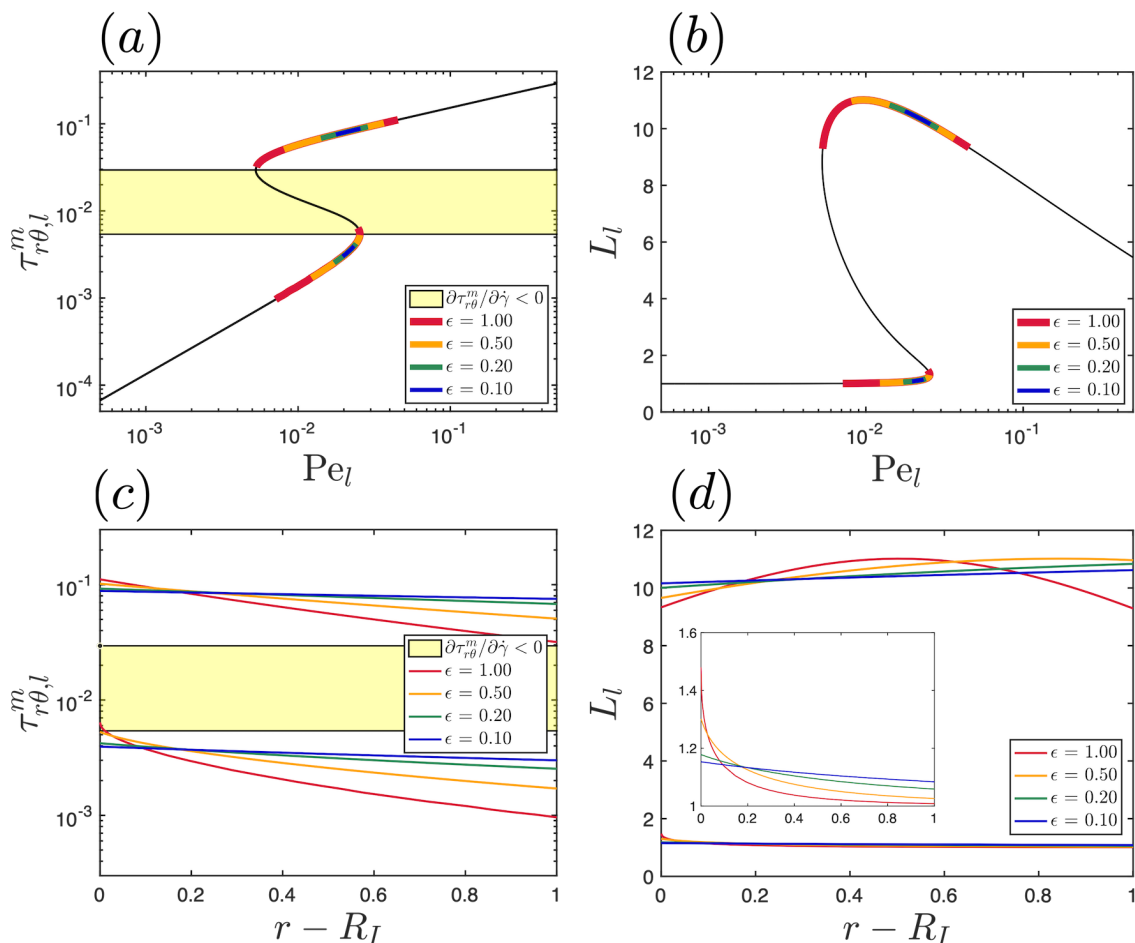 (a)
10⁻¹
10⁻²
10⁻³
10⁻⁴
τᵐ_{rθ,l}
∂τᵐ_{rθ}/∂γ̇ < 0
ϵ = 1.00
ϵ = 0.50
ϵ = 0.20
ϵ = 0.10
10⁻³ 10⁻² 10⁻¹
Pe_l
(b)
12
10
8
6
4
2
0
L_l
ϵ = 1.00
ϵ = 0.50
ϵ = 0.20
ϵ = 0.10
10⁻³ 10⁻² 10⁻¹
Pe_l
(c)
10⁻¹
10⁻²
10⁻³
τᵐ_{rθ,l}
∂τᵐ_{rθ}/∂γ̇ < 0
ϵ = 1.00
ϵ = 0.50
ϵ = 0.20
ϵ = 0.10
0 0.2 0.4 0.6 0.8 1
r − R_I
(d)
12
10
8
6
4
2
0
L_l
1.6
1.4
1.2
1
0 0.2 0.4 0.6 0.8 1
ϵ = 1.00
ϵ = 0.50
ϵ = 0.20
ϵ = 0.10
0 0.2 0.4 0.6 0.8 1
r − R_I